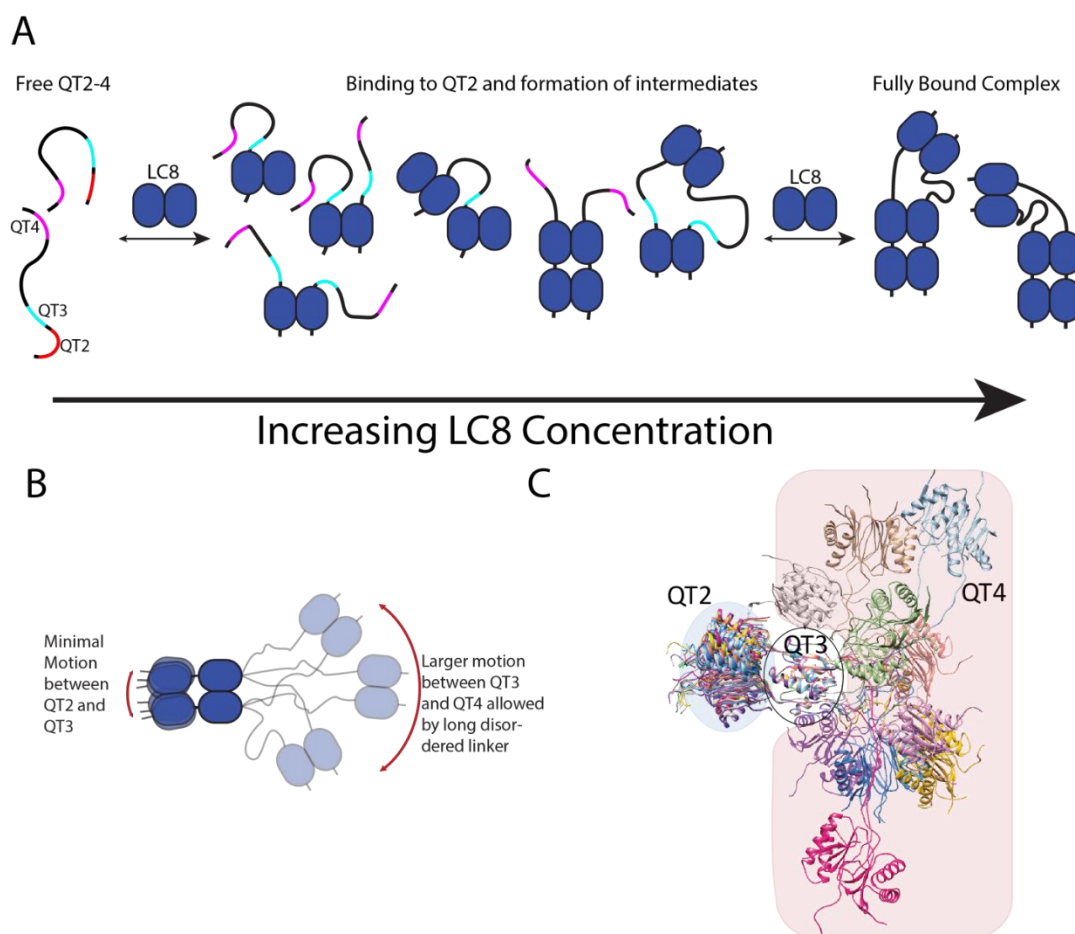 A
Free QT2-4
Binding to QT2 and formation of intermediates
Fully Bound Complex
LC8
LC8
QT4
QT3
QT2
Increasing LC8 Concentration
B
Minimal
Motion
between
QT2 and
QT3
Larger motion
between QT3
and QT4 allowed
by long disor-
dered linker
C
QT2
QT3
QT4